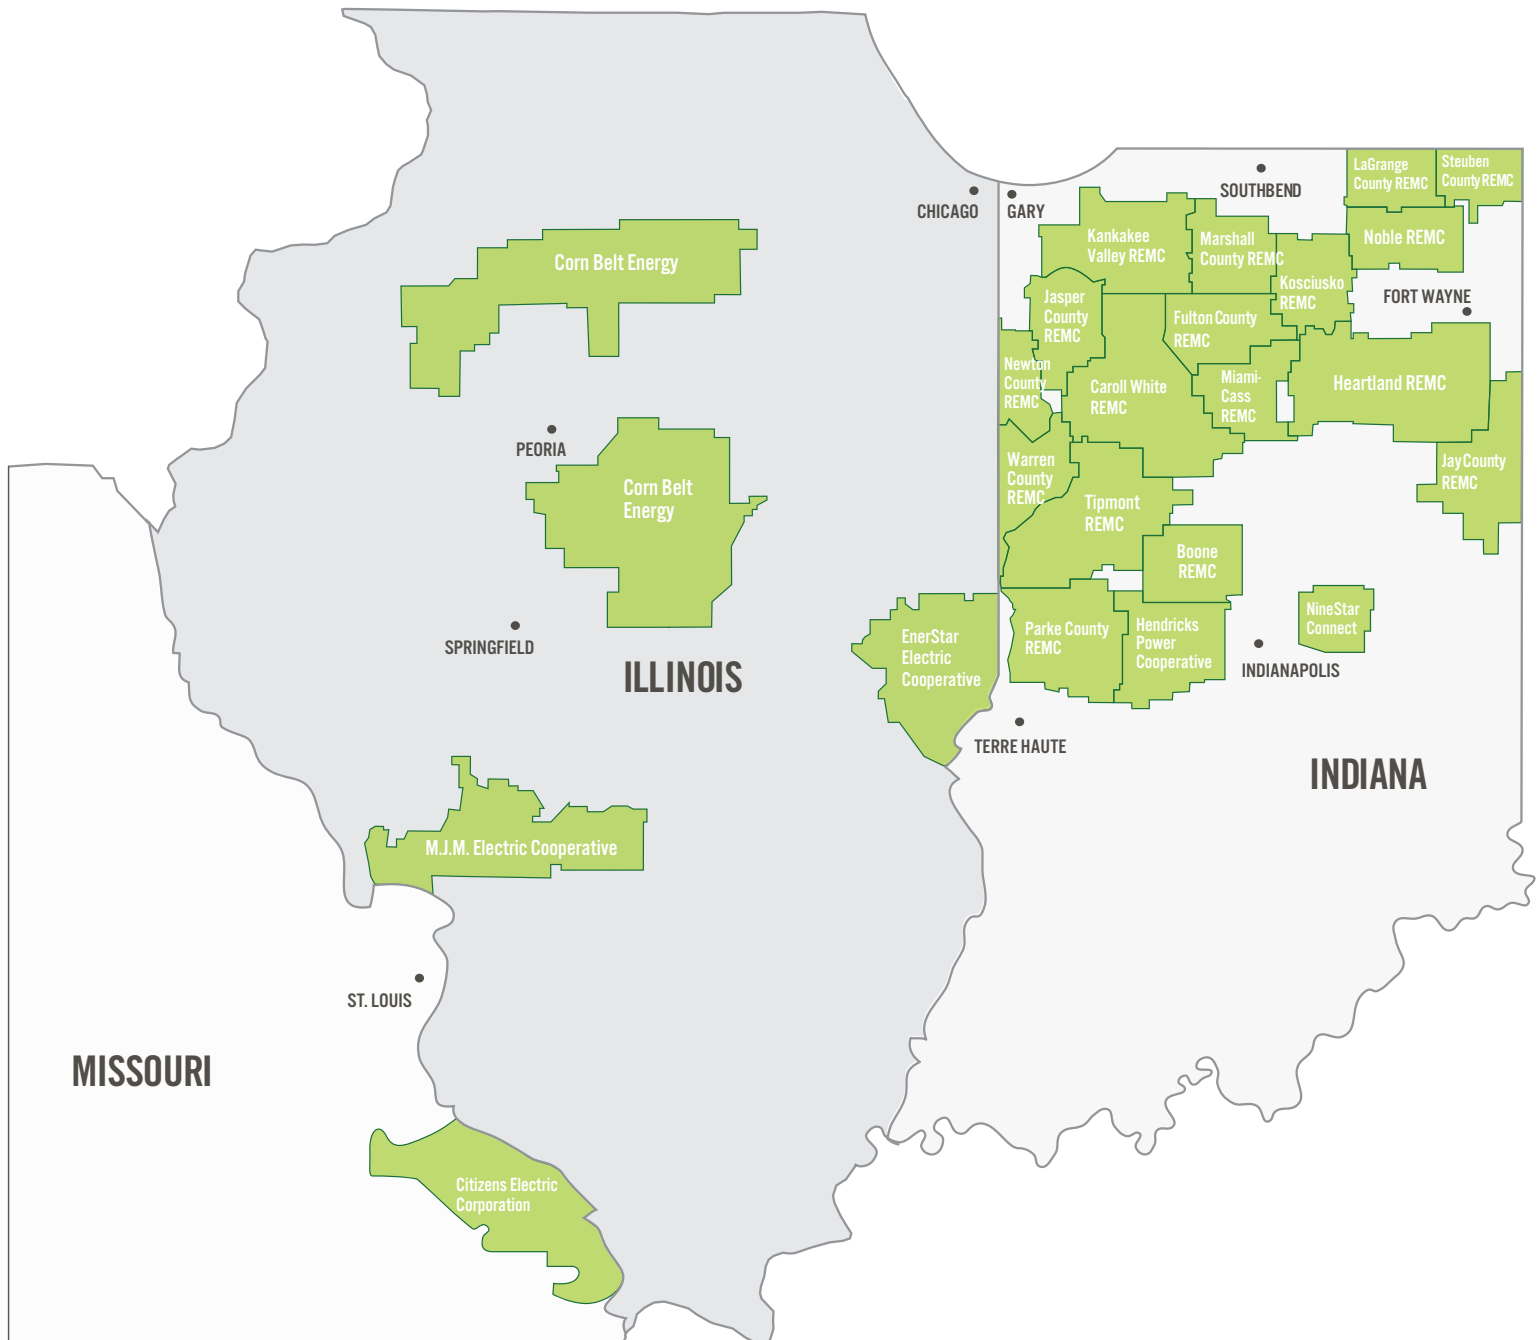 LaGrange
County REMC
Steuben
County REMC
SOUTHBEND
CHICAGO
GARY
Kankakee
Valley REMC
Marshall
County REMC
Noble REMC
Corn Belt Energy
Kosciusko
REMC
FORT WAYNE
Jasper
County
REMC
Fulton County
REMC
Newton
County
REMC
Caroll White
REMC
Miami-
Cass
REMC
Heartland REMC
PEORIA
Warren
County
REMC
Jay County
REMC
Corn Belt
Energy
Tipmont
REMC
Boone
REMC
NineStar
Connect
EnerStar
Electric
Cooperative
Parke County
REMC
Hendricks
Power
Cooperative
SPRINGFIELD
ILLINOIS
INDIANAPOLIS
TERRE HAUTE
INDIANA
M.J.M. Electric Cooperative
ST. LOUIS
MISSOURI
Citizens Electric
Corporation